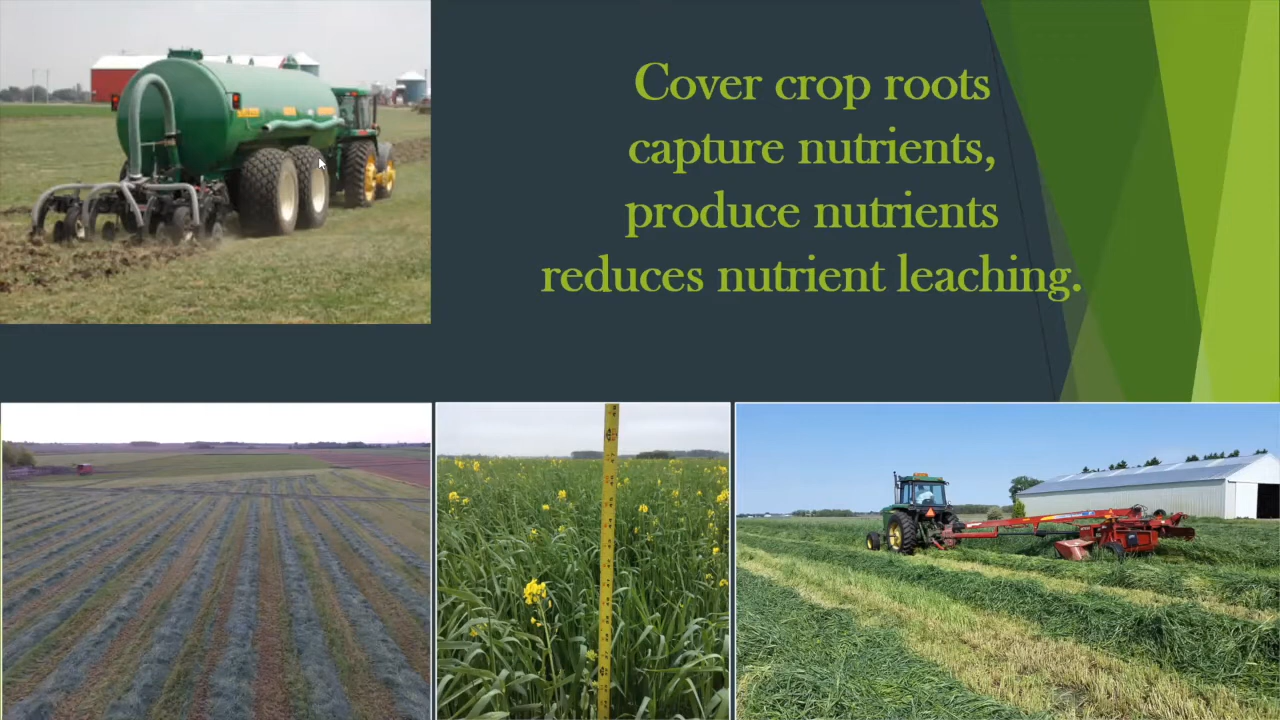 Cover crop roots
capture nutrients,
produce nutrients
reduces nutrient leaching.